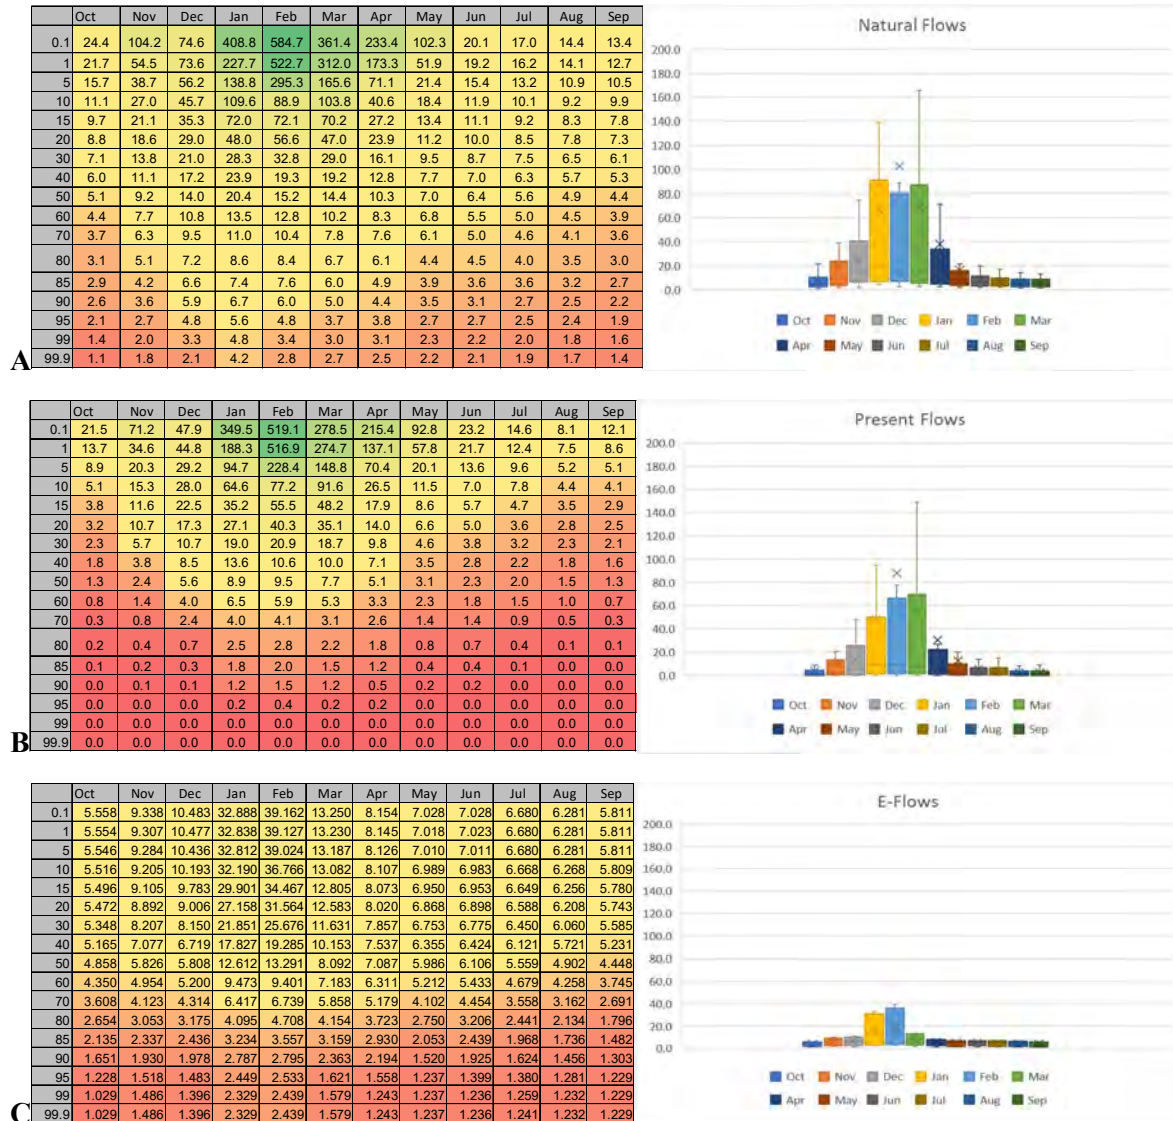 Oct Nov Dec Jan Feb Mar Apr May Jun Jul Aug Sep
0.1 24.4 104.2 74.6 408.8 584.7 361.4 233.4 102.3 20.1 17.0 14.4 13.4
1 21.7 54.5 73.6 227.7 522.7 312.0 173.3 51.9 19.2 16.2 14.1 12.7
5 15.7 38.7 56.2 138.8 295.3 165.6 71.1 21.4 15.4 13.2 10.9 10.5
10 11.1 27.0 45.7 109.6 88.9 103.8 40.6 18.4 11.9 10.1 9.2 9.9
15 9.7 21.1 35.3 72.0 72.1 70.2 27.2 13.4 11.1 9.2 8.3 7.8
20 8.8 18.6 29.0 48.0 56.6 47.0 23.9 11.2 10.0 8.5 7.8 7.3
30 7.1 13.8 21.0 28.3 32.8 29.0 16.1 9.5 8.7 7.5 6.5 6.1
40 6.0 11.1 17.2 23.9 19.3 19.2 12.8 7.7 7.0 6.3 5.7 5.3
50 5.1 9.2 14.0 20.4 15.2 14.4 10.3 7.0 6.4 5.6 4.9 4.4
60 4.4 7.7 10.8 13.5 12.8 10.2 8.3 6.8 5.5 5.0 4.5 3.9
70 3.7 6.3 9.5 11.0 10.4 7.8 7.6 6.1 5.0 4.6 4.1 3.6
80 3.1 5.1 7.2 8.6 8.4 6.7 6.1 4.4 4.5 4.0 3.5 3.0
85 2.9 4.2 6.6 7.4 7.6 6.0 4.9 3.9 3.6 3.6 3.2 2.7
90 2.6 3.6 5.9 6.7 6.0 5.0 4.4 3.5 3.1 2.7 2.5 2.2
95 2.1 2.7 4.8 5.6 4.8 3.7 3.8 2.7 2.7 2.5 2.4 1.9
99 1.4 2.0 3.3 4.8 3.4 3.0 3.1 2.3 2.2 2.0 1.8 1.6
99.9 1.1 1.8 2.1 4.2 2.8 2.7 2.5 2.2 2.1 1.9 1.7 1.4
A
Natural Flows
200.0
180.0
160.0
140.0
120.0
100.0
80.0
60.0
40.0
20.0
0.0
Oct Nov Dec Jan Feb Mar
Apr May Jun Jul Aug Sep
Oct Nov Dec Jan Feb Mar Apr May Jun Jul Aug Sep
0.1 21.5 71.2 47.9 349.5 519.1 278.5 215.4 92.8 23.2 14.6 8.1 12.1
1 13.7 34.6 44.8 188.3 516.9 274.7 137.1 57.8 21.7 12.4 7.5 8.6
5 8.9 20.3 29.2 94.7 228.4 148.8 70.4 20.1 13.6 9.6 5.2 5.1
10 5.1 15.3 28.0 64.6 77.2 91.6 26.5 11.5 7.0 7.8 4.4 4.1
15 3.8 11.6 22.5 35.2 55.5 48.2 17.9 8.6 5.7 4.7 3.5 2.9
20 3.2 10.7 17.3 27.1 40.3 35.1 14.0 6.6 5.0 3.6 2.8 2.5
30 2.3 5.7 10.7 19.0 20.9 18.7 9.8 4.6 3.8 3.2 2.3 2.1
40 1.8 3.8 8.5 13.6 10.6 10.0 7.1 3.5 2.8 2.2 1.8 1.6
50 1.3 2.4 5.6 8.9 9.5 7.7 5.1 3.1 2.3 2.0 1.5 1.3
60 0.8 1.4 4.0 6.5 5.9 5.3 3.3 2.3 1.8 1.5 1.0 0.7
70 0.3 0.8 2.4 4.0 4.1 3.1 2.6 1.4 1.4 0.9 0.5 0.3
80 0.2 0.4 0.7 2.5 2.8 2.2 1.8 0.8 0.7 0.4 0.1 0.1
85 0.1 0.2 0.3 1.8 2.0 1.5 1.2 0.4 0.4 0.1 0.0 0.0
90 0.0 0.1 0.1 1.2 1.5 1.2 0.5 0.2 0.2 0.0 0.0 0.0
95 0.0 0.0 0.0 0.2 0.4 0.2 0.2 0.0 0.0 0.0 0.0 0.0
99 0.0 0.0 0.0 0.0 0.0 0.0 0.0 0.0 0.0 0.0 0.0 0.0
99.9 0.0 0.0 0.0 0.0 0.0 0.0 0.0 0.0 0.0 0.0 0.0 0.0
B
Present Flows
200.0
180.0
160.0
140.0
120.0
100.0
80.0
60.0
40.0
20.0
0.0
Oct Nov Dec Jan Feb Mar
Apr May Jun Jul Aug Sep
Oct Nov Dec Jan Feb Mar Apr May Jun Jul Aug Sep
0.1 5.558 9.338 10.483 32.888 39.162 13.250 8.154 7.028 7.028 6.680 6.281 5.811
1 5.554 9.307 10.477 32.838 39.127 13.230 8.145 7.018 7.023 6.680 6.281 5.811
5 5.546 9.284 10.436 32.812 39.024 13.187 8.126 7.010 7.011 6.680 6.281 5.811
10 5.516 9.205 10.193 32.190 36.766 13.082 8.107 6.989 6.983 6.668 6.268 5.809
15 5.496 9.105 9.783 29.901 34.467 12.805 8.073 6.950 6.953 6.649 6.256 5.780
20 5.472 8.892 9.006 27.158 31.564 12.583 8.020 6.868 6.898 6.588 6.208 5.743
30 5.348 8.207 8.150 21.851 25.676 11.631 7.857 6.753 6.775 6.450 6.060 5.585
40 5.165 7.077 6.719 17.827 19.285 10.153 7.537 6.355 6.424 6.121 5.721 5.231
50 4.858 5.826 5.808 12.612 13.291 8.092 7.087 5.986 6.106 5.559 4.902 4.448
60 4.350 4.954 5.200 9.473 9.401 7.183 6.311 5.212 5.433 4.679 4.258 3.745
70 3.608 4.123 4.314 6.417 6.739 5.858 5.179 4.102 4.454 3.558 3.162 2.691
80 2.654 3.053 3.175 4.095 4.708 4.154 3.723 2.750 3.206 2.441 2.134 1.796
85 2.135 2.337 2.436 3.234 3.557 3.159 2.930 2.053 2.439 1.968 1.736 1.482
90 1.651 1.930 1.978 2.787 2.795 2.363 2.194 1.520 1.925 1.624 1.456 1.303
95 1.228 1.518 1.483 2.449 2.533 1.621 1.558 1.237 1.399 1.380 1.281 1.229
99 1.029 1.486 1.396 2.329 2.439 1.579 1.243 1.237 1.236 1.259 1.232 1.229
99.9 1.029 1.486 1.396 2.329 2.439 1.579 1.243 1.237 1.236 1.241 1.232 1.229
C
E-Flows
200.0
180.0
160.0
140.0
120.0
100.0
80.0
60.0
40.0
20.0
0.0
Oct Nov Dec Jan Feb Mar
Apr May Jun Jul Aug Sep